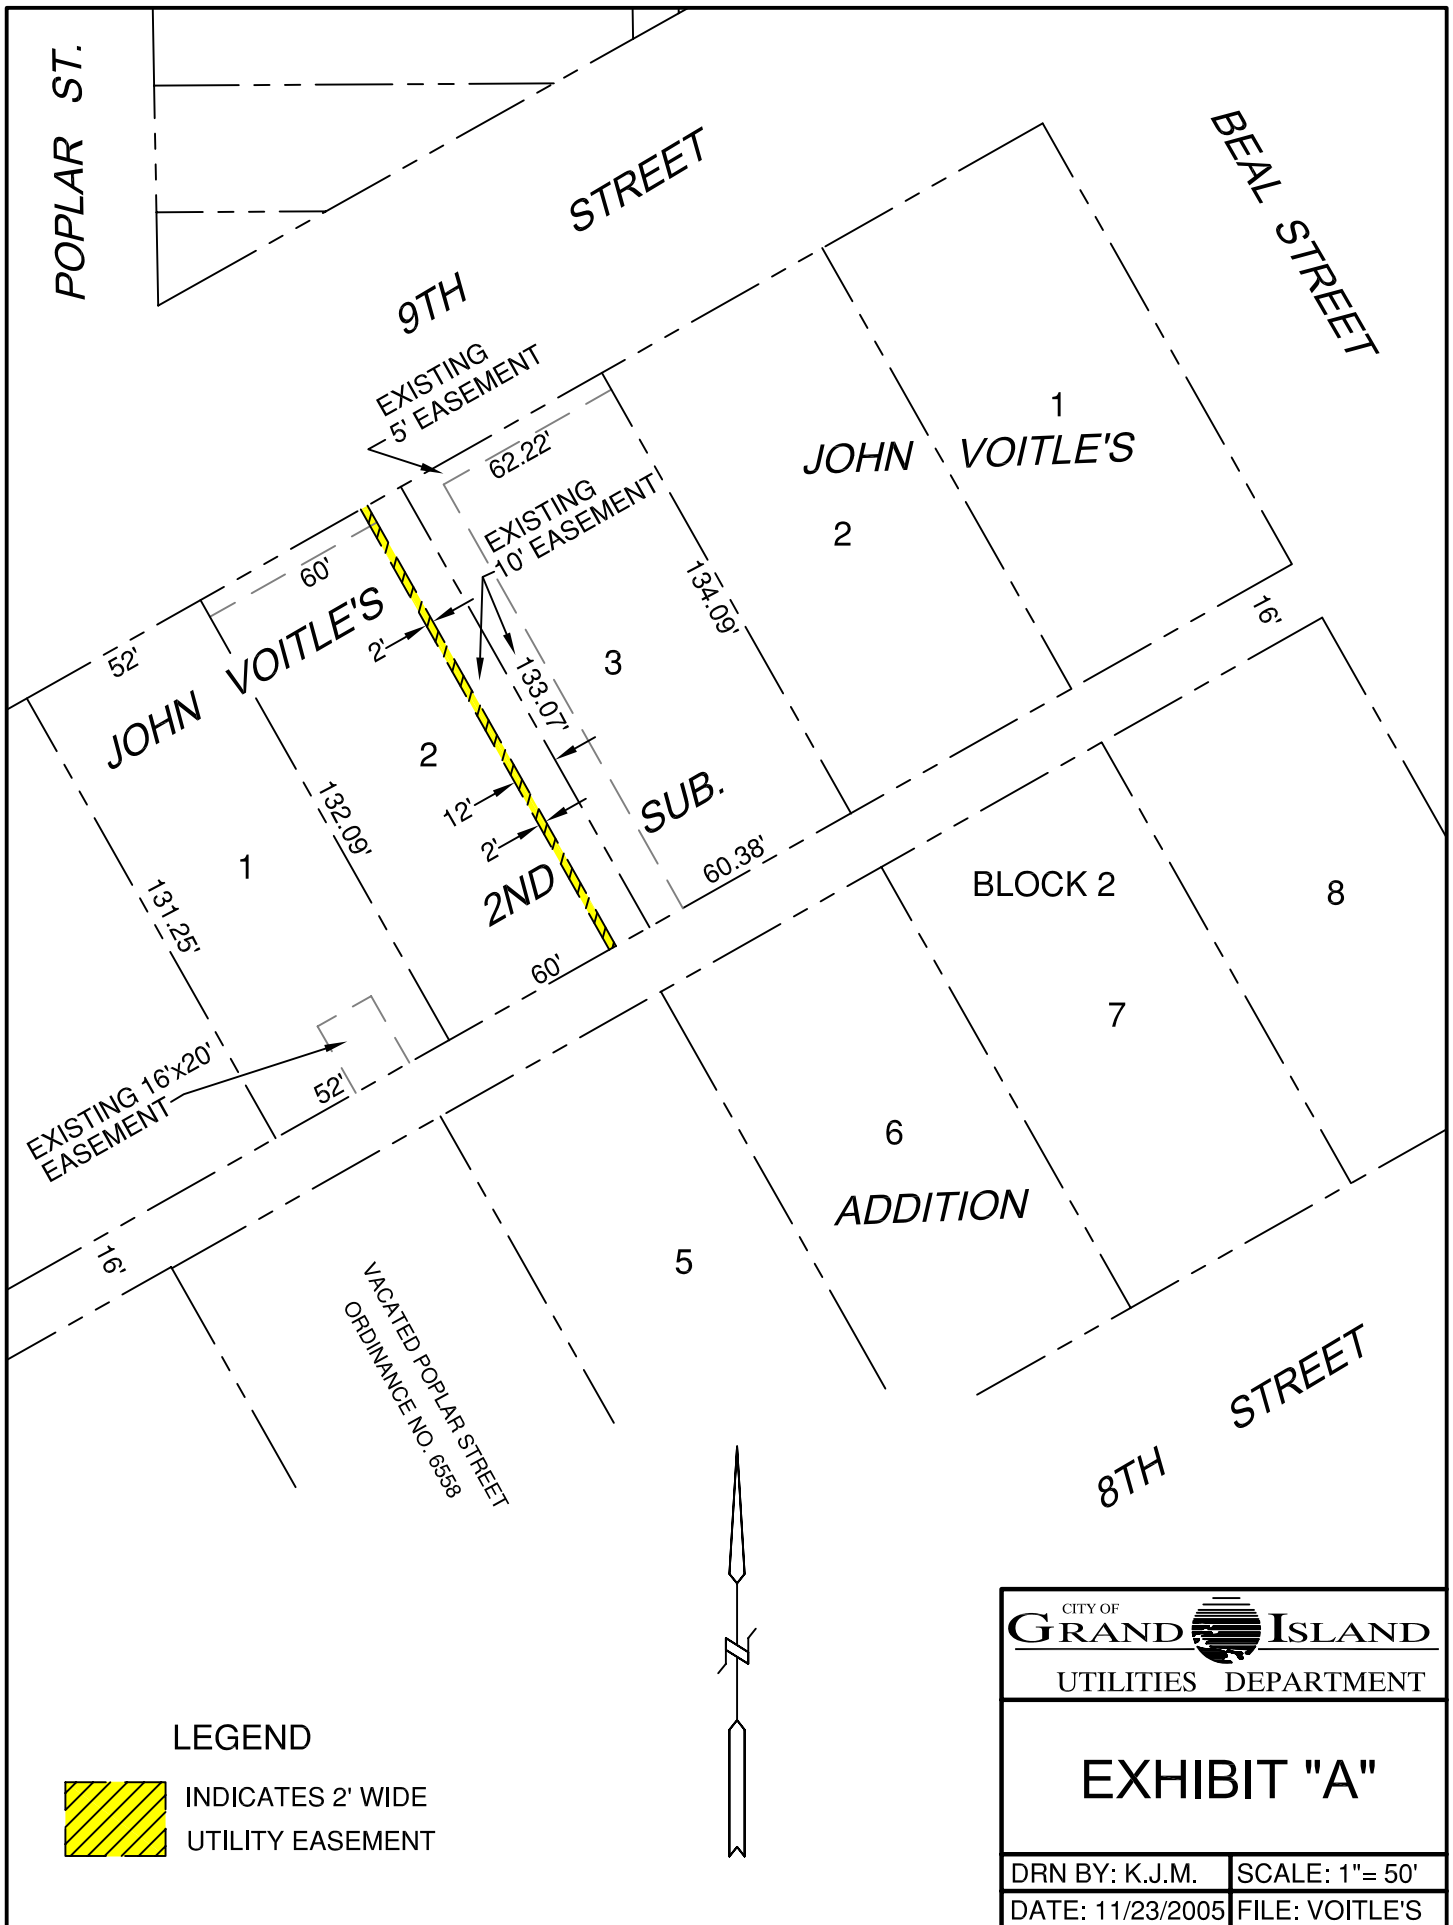 POPLAR ST.
9TH STREET
BEAL STREET
EXISTING
5' EASEMENT
62.22'
EXISTING
10' EASEMENT
60'
52'
JOHN VOITLE'S
1
JOHN VOITLE'S
2
134.09'
16'
2'
133.07'
3
2
12'
2'
132.09'
2ND SUB.
60.38'
1
131.25'
60'
BLOCK 2
8
7
EXISTING 16'x20'
EASEMENT
52'
6
ADDITION
5
16'
VACATED POPLAR STREET
ORDINANCE NO. 6558
8TH STREET
CITY OF
GRAND ISLAND
UTILITIES DEPARTMENT
EXHIBIT "A"
DRN BY: K.J.M.
SCALE: 1"= 50'
DATE: 11/23/2005
FILE: VOITLE'S
LEGEND
INDICATES 2' WIDE
UTILITY EASEMENT